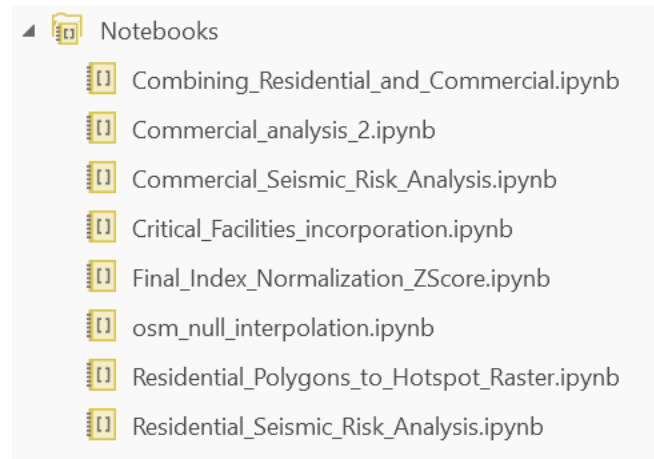 Notebooks
Combining_Residential_and_Commercial.ipynb
Commercial_analysis_2.ipynb
Commercial_Seismic_Risk_Analysis.ipynb
Critical_Facilities_incorporation.ipynb
Final_Index_Normalization_ZScore.ipynb
osm_null_interpolation.ipynb
Residential_Polygons_to_Hotspot_Raster.ipynb
Residential_Seismic_Risk_Analysis.ipynb